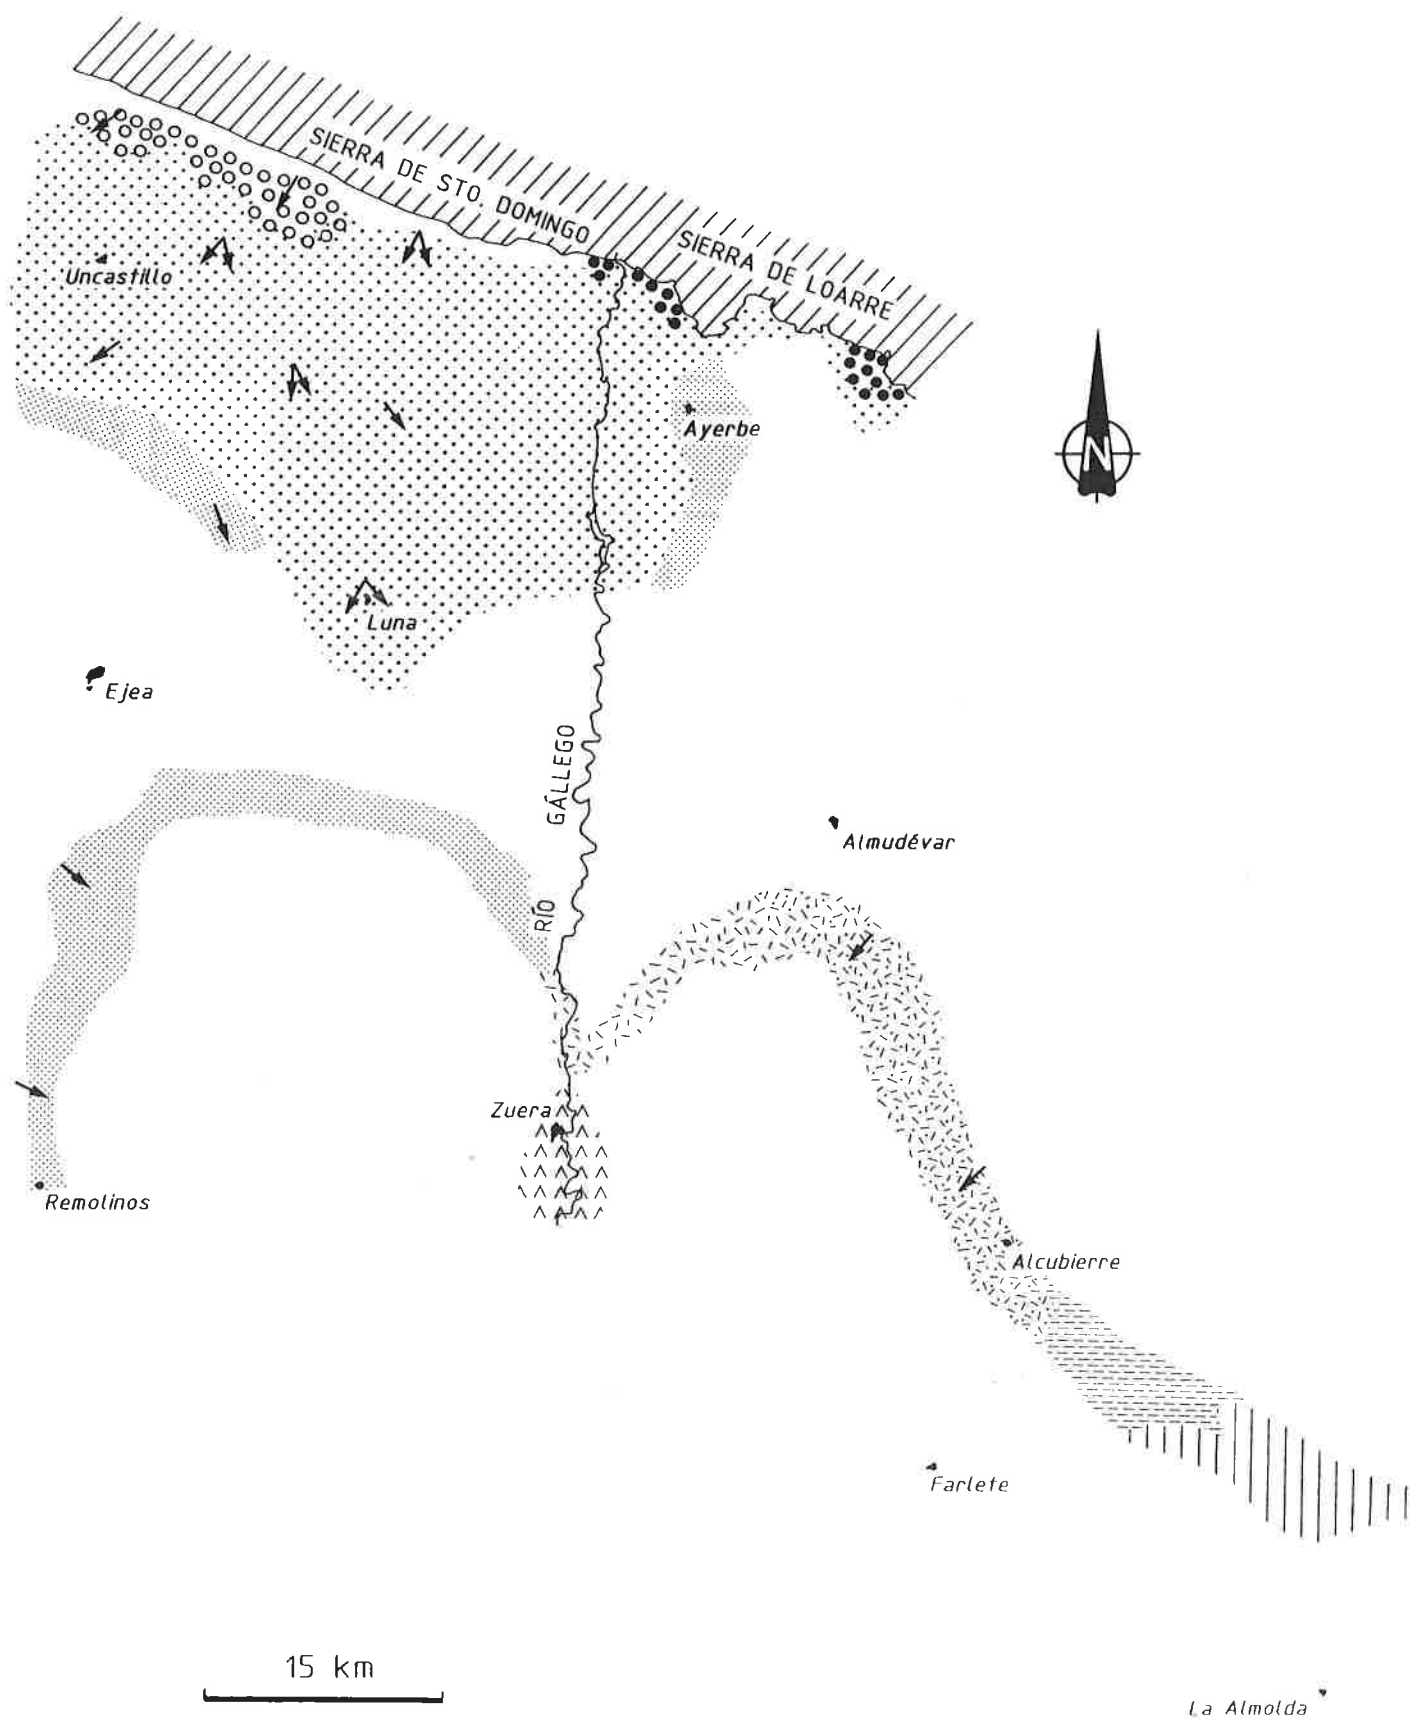 SIERRA DE STO. DOMINGO
SIERRA DE LOARRE
Uncastillo
Ayerbe
N
Luna
Ejea
RÍO GÁLLEGO
Almudévar
Zuera
Remolinos
Alcubierre
Farlete
15 km
La Almolda